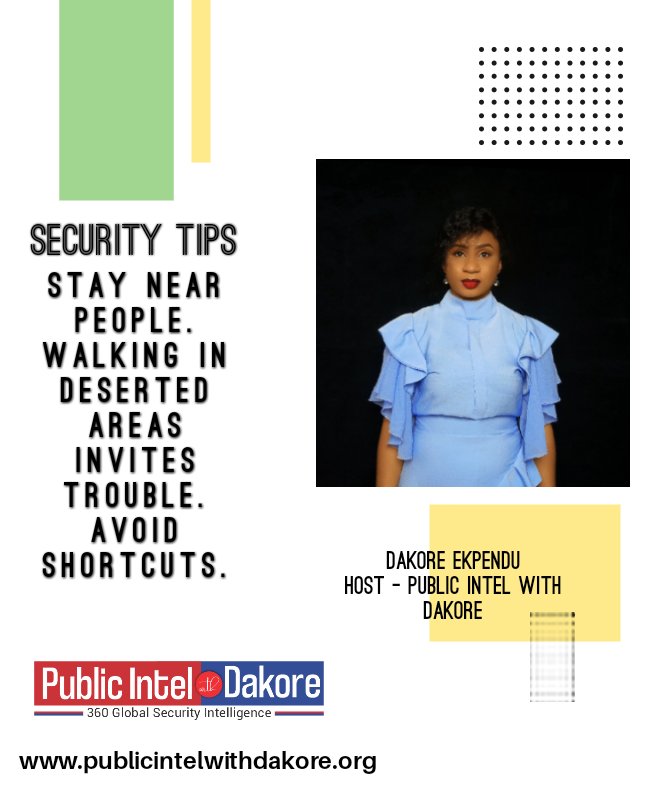 SECURITY TIPS
STAY NEAR
PEOPLE.
WALKING IN
DESERTED
AREAS
INVITES
TROUBLE.
AVOID
SHORTCUTS.
DAKORE EKPENDU
HOST - PUBLIC INTEL WITH
DAKORE
Public Intel with Dakore
360 Global Security Intelligence
www.publicintelwithdakore.org